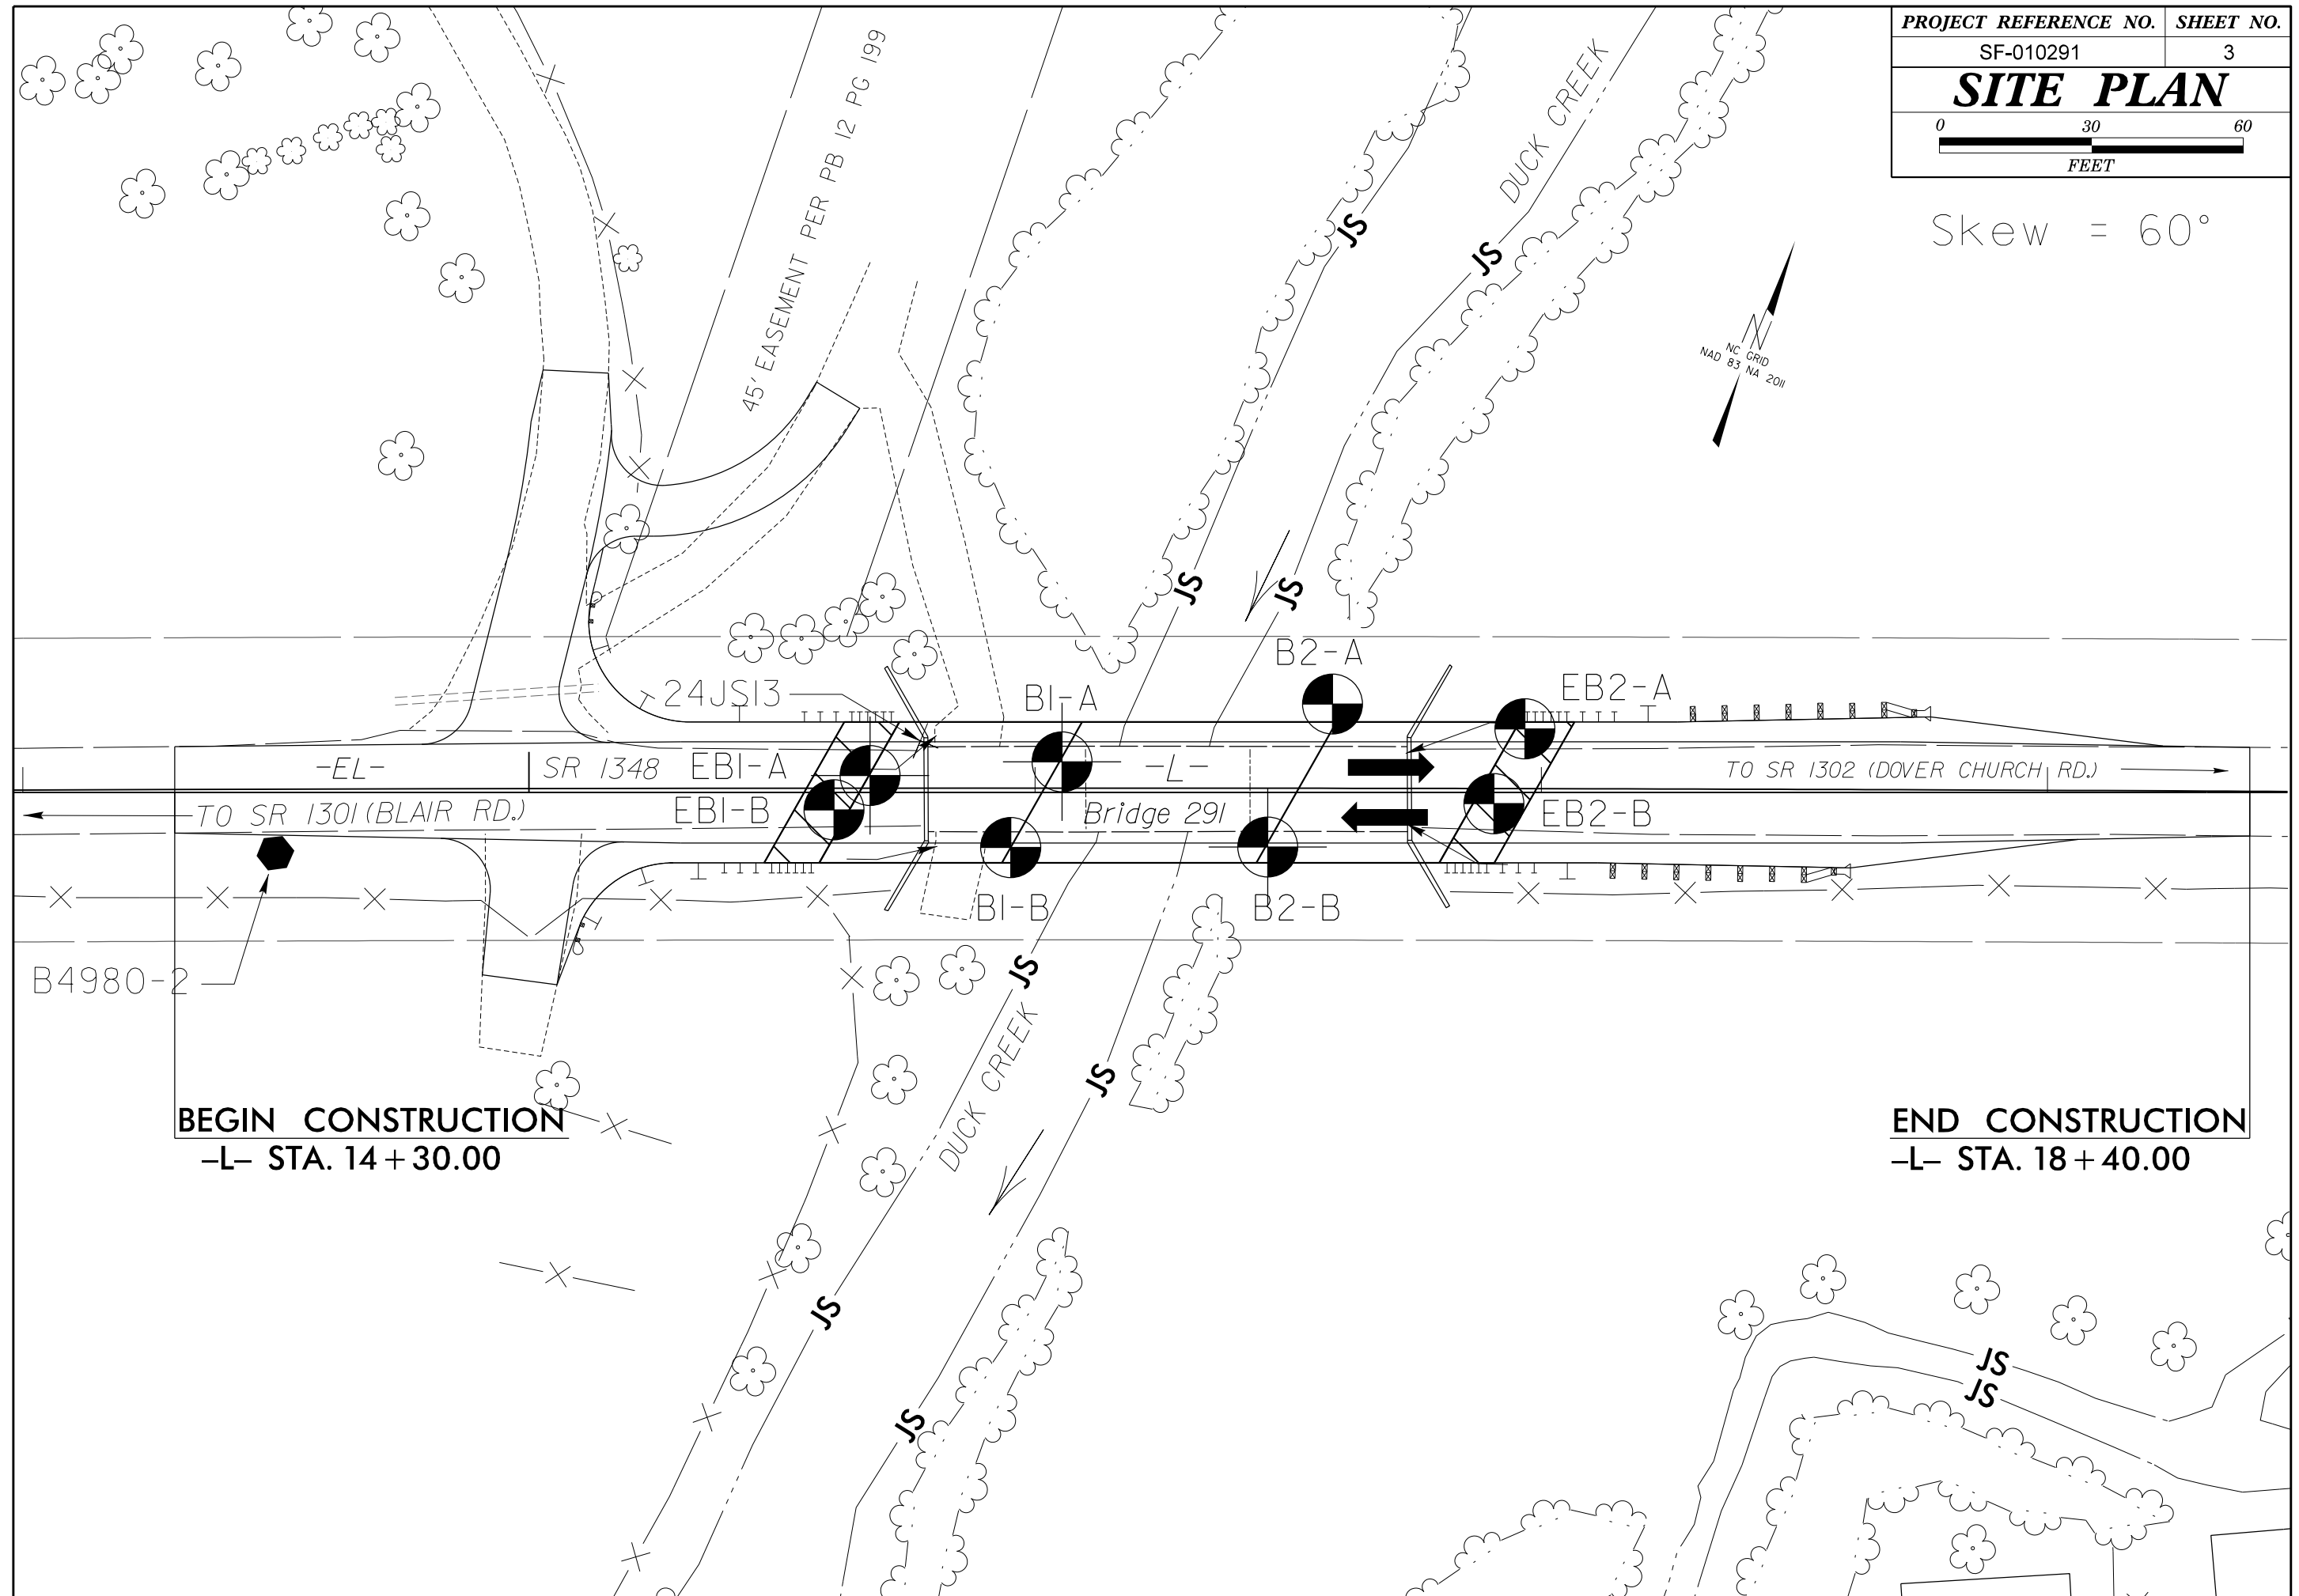 PROJECT REFERENCE NO. SHEET NO.
SF-010291 3
SITE PLAN
0 30 60
FEET
Skew = 60°
45' EASEMENT PER PB 12 PG 199
DUCK CREEK
JS
JS
N
NC GRID
NAD 83 NA 2011
JS
JS
B2-A
24JS13
B1-A
EB2-A
-EL-
SR 1348
EB1-A
-L-
TO SR 1302 (DOVER CHURCH RD.)
TO SR 1301 (BLAIR RD.)
EB1-B
Bridge 291
EB2-B
B1-B
B2-B
B4980-2
JS
DUCK CREEK
JS
BEGIN CONSTRUCTION
-L- STA. 14+30.00
END CONSTRUCTION
-L- STA. 18+40.00
JS
JS
JS
JS